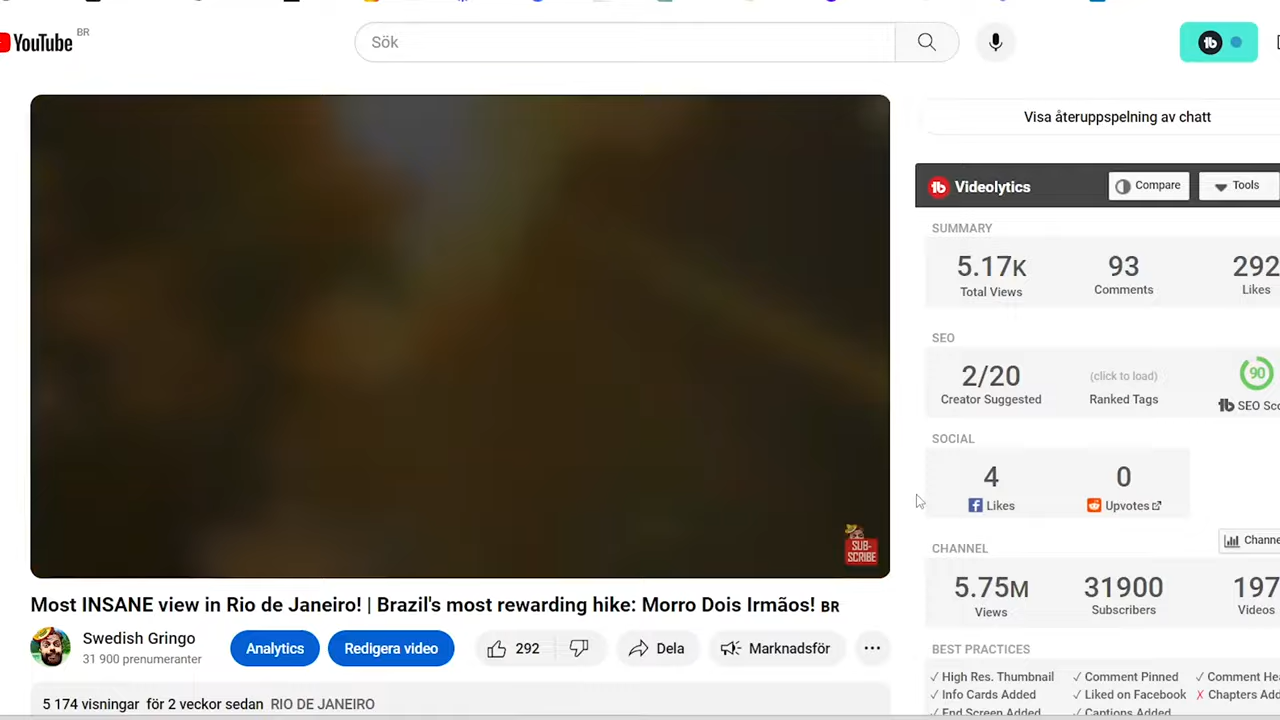 YouTube BR
Sök
Visa återuppspelning av chatt
Videolytics
Compare
Tools
SUMMARY
5.17K
Total Views
93
Comments
292
Likes
SEO
2/20
Creator Suggested
(click to load)
Ranked Tags
90
SEO
SOCIAL
4
Likes
0
Upvotes
CHANNEL
5.75M
Views
31900
Subscribers
197
Videos
BEST PRACTICES
✓ High Res. Thumbnail
✓ Comment Pinned
✓ Comment
✓ Info Cards Added
✓ Liked on Facebook
X Chapters
✓ End Screen Added
✓ Captions Added
SUB-
SCRIBE
Most INSANE view in Rio de Janeiro! | Brazil's most rewarding hike: Morro Dois Irmãos! BR
Swedish Gringo
31 900 prenumeranter
Analytics
Redigera video
292
Dela
Marknadsför
5 174 visningar för 2 veckor sedan RIO DE JANEIRO